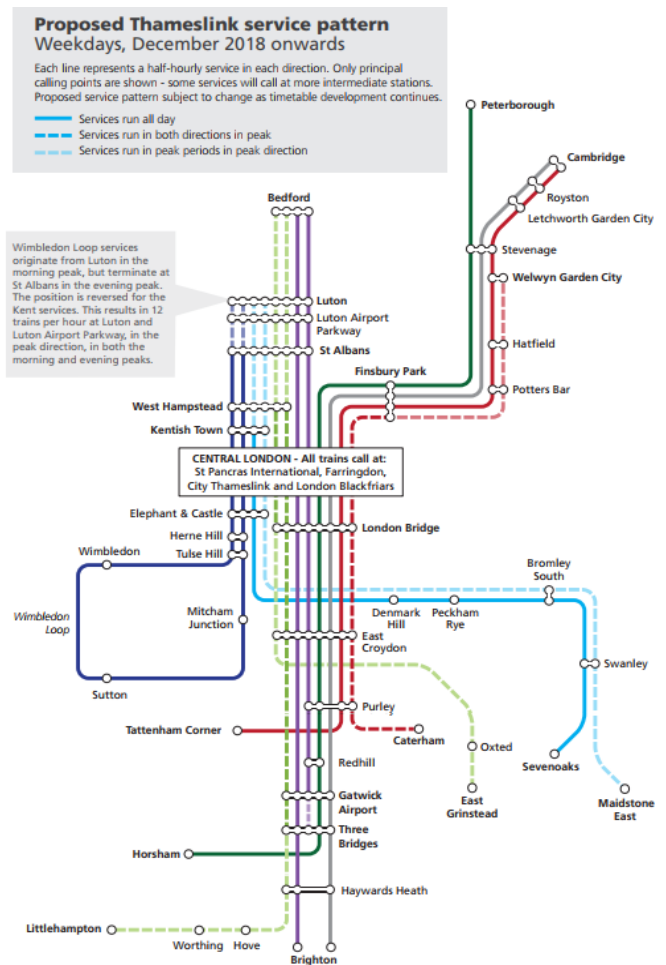 Proposed Thameslink service pattern
Weekdays, December 2018 onwards
Each line represents a half-hourly service in each direction. Only principal
calling points are shown - some services will call at more intermediate stations.
Proposed service pattern subject to change as timetable development continues.
Services run all day
Services run in both directions in peak
Services run in peak periods in peak direction
Peterborough
Cambridge
Royston
Letchworth Garden City
Bedford
Stevenage
Wimbledon Loop services
originate from Luton in the
morning peak, but terminate at
St Albans in the evening peak.
The position is reversed for the
Kent services. This results in 12
trains per hour at Luton and
Luton Airport Parkway, in the
peak direction, in both the
morning and evening peaks.
Welwyn Garden City
Luton
Luton Airport
Parkway
Hatfield
St Albans
Finsbury Park
Potters Bar
West Hampstead
Kentish Town
CENTRAL LONDON - All trains call at:
St Pancras International, Farringdon,
City Thameslink and London Blackfriars
Elephant & Castle
London Bridge
Herne Hill
Wimbledon
Tulse Hill
Bromley
South
Wimbledon
Loop
Mitcham
Junction
Denmark
Hill
Peckham
Rye
East
Croydon
Swanley
Sutton
Purley
Tattenham Corner
Caterham
Oxted
Redhill
Sevenoaks
Gatwick
Airport
East
Grinstead
Maidstone
East
Three
Bridges
Horsham
Haywards Heath
Littlehampton
Worthing
Hove
Brighton